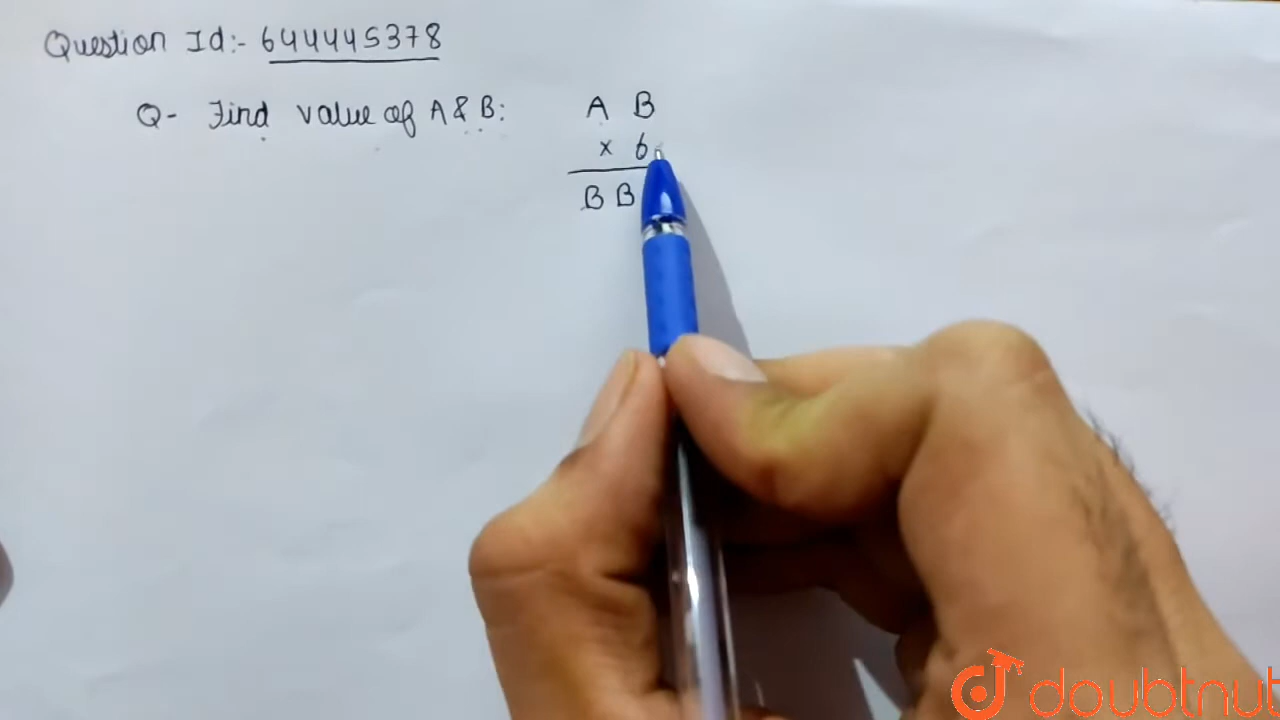 Question Id:- 644445378
Q- Find value of A & B:
A B
× 6
B B
doubtnut